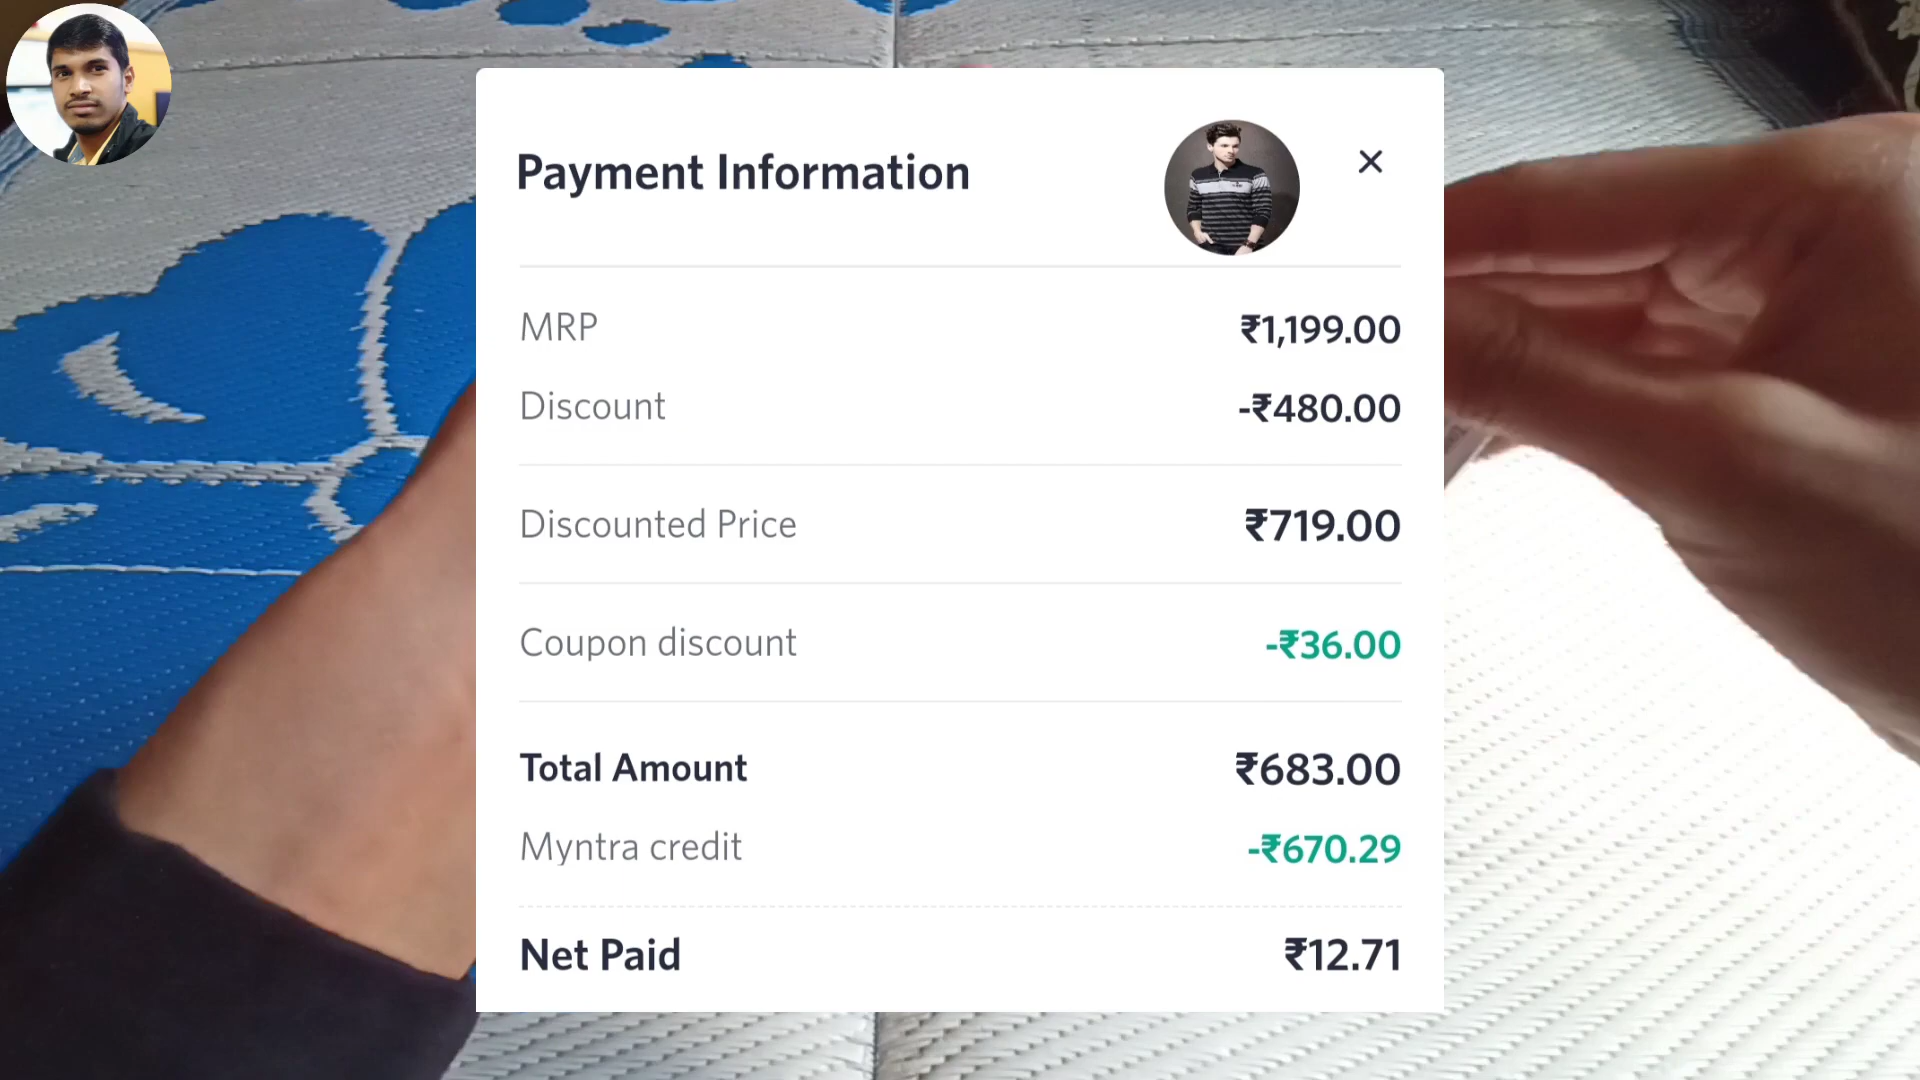 Payment Information
MRP ₹1,199.00
Discount -₹480.00
Discounted Price ₹719.00
Coupon discount -₹36.00
Total Amount ₹683.00
Myntra credit -₹670.29
Net Paid ₹12.71